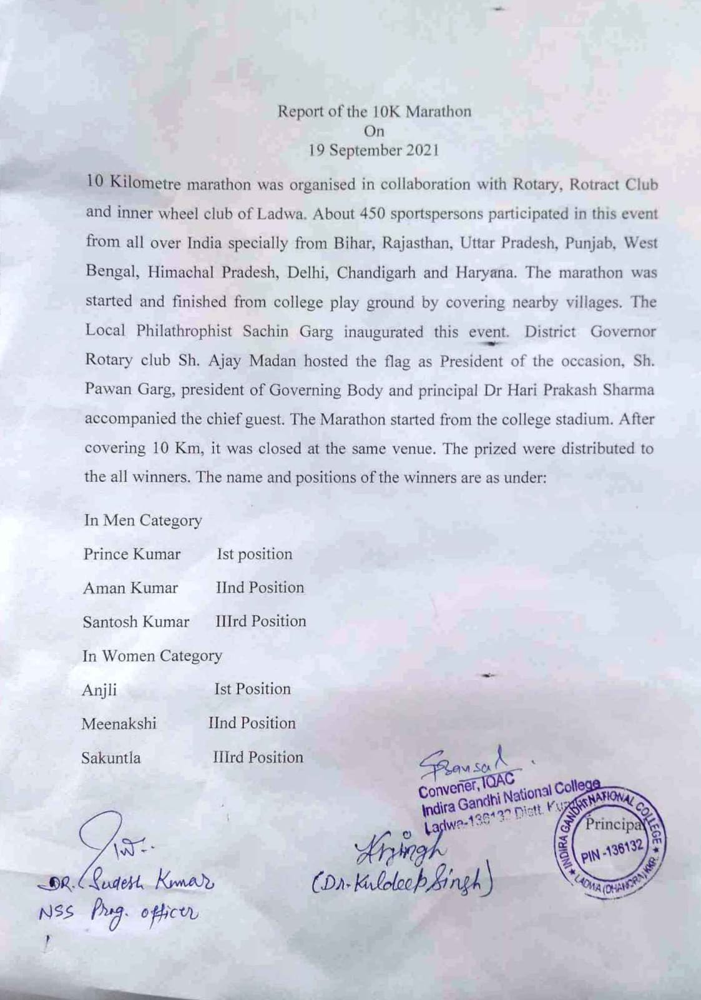 Report of the 10K Marathon
On
19 September 2021
10 Kilometre marathon was organised in collaboration with Rotary, Rotract Club
and inner wheel club of Ladwa. About 450 sportspersons participated in this event
from all over India specially from Bihar, Rajasthan, Uttar Pradesh, Punjab, West
Bengal, Himachal Pradesh, Delhi, Chandigarh and Haryana. The marathon was
started and finished from college play ground by covering nearby villages. The
Local Philathrophist Sachin Garg inaugurated this event. District Governor
Rotary club Sh. Ajay Madan hosted the flag as President of the occasion, Sh.
Pawan Garg, president of Governing Body and principal Dr Hari Prakash Sharma
accompanied the chief guest. The Marathon started from the college stadium. After
covering 10 Km, it was closed at the same venue. The prized were distributed to
the all winners. The name and positions of the winners are as under:
In Men Category
Prince Kumar Ist position
Aman Kumar IInd Position
Santosh Kumar IIIrd Position
In Women Category
Anjli Ist Position
Meenakshi IInd Position
Sakuntla IIIrd Position
Bansal
Convener, IQAC
Indira Gandhi National College
Ladwa-136132 Distt.
Principal
INDIRA GANDHI NATIONAL COLLEGE
PIN-136132
LADWA (DHANORA) KKR.
KSingh
(Dr. Kuldeep Singh)
DR. Sudesh Kumar
NSS Prog. officer